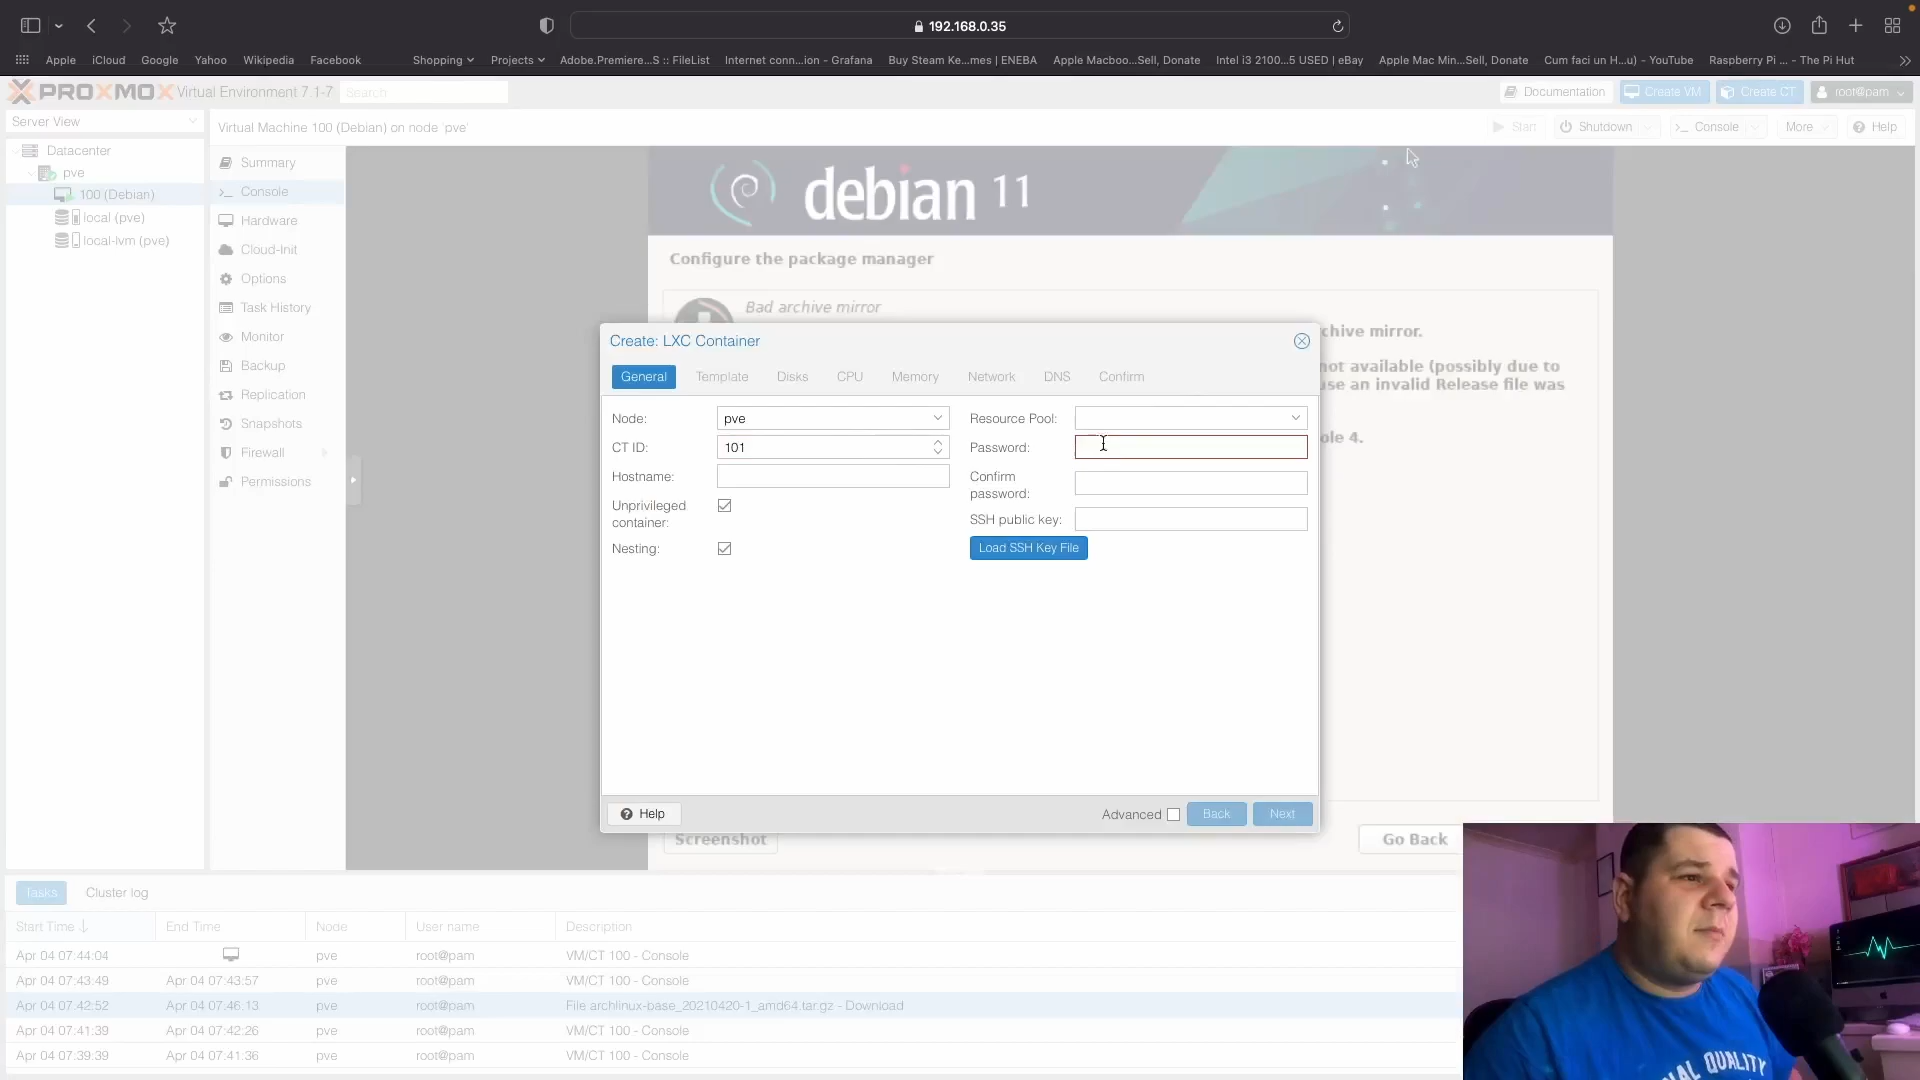 192.168.0.35
Apple iCloud Google Yahoo Wikipedia Facebook Shopping Projects Adobe.Premiere...S :: FileList Internet conn...ion - Grafana Buy Steam Ke...mes | ENEBA Apple Macboo...Sell, Donate Intel i3 2100...5 USED | eBay Apple Mac Min...Sell, Donate Cum faci un H...u) - YouTube Raspberry Pi ... - The Pi Hut
PROXMOX Virtual Environment 7.1-7 Search Documentation Create VM Create CT root@pam
Server View
Virtual Machine 100 (Debian) on node 'pve' Start Shutdown Console More Help
Datacenter
pve
100 (Debian)
local (pve)
local-lvm (pve)
Summary
Console
Hardware
Cloud-Init
Options
Task History
Monitor
Backup
Replication
Snapshots
Firewall
Permissions
debian 11
Configure the package manager
Bad archive mirror
chive mirror.
not available (possibly due to
use an invalid Release file was
ole 4.
Create: LXC Container
General Template Disks CPU Memory Network DNS Confirm
Node: pve
CT ID: 101
Hostname:
Unprivileged
container:
Nesting:
Resource Pool:
Password:
Confirm
password:
SSH public key:
Load SSH Key File
Help Advanced Back Next
Screenshot Go Back
Tasks Cluster log
Start Time End Time Node User name Description
Apr 04 07:44:04 pve root@pam VM/CT 100 - Console
Apr 04 07:43:49 Apr 04 07:43:57 pve root@pam VM/CT 100 - Console
Apr 04 07:42:52 Apr 04 07:46:13 pve root@pam File archlinux-base_20210420-1_amd64.tar.gz - Download
Apr 04 07:41:39 Apr 04 07:42:26 pve root@pam VM/CT 100 - Console
Apr 04 07:39:39 Apr 04 07:41:36 pve root@pam VM/CT 100 - Console
NAL QUALITY